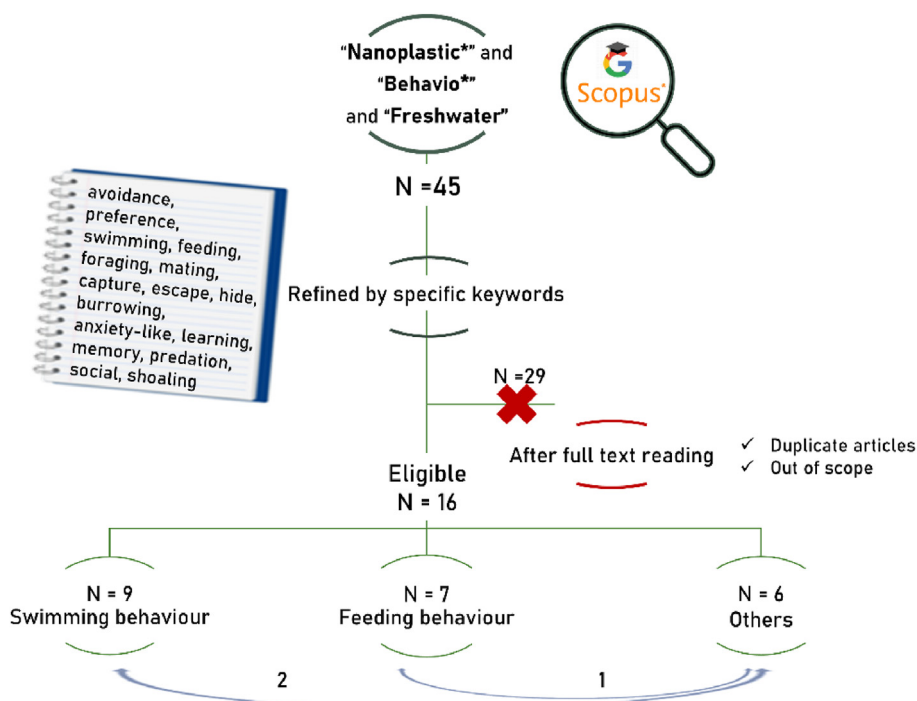 “Nanoplastic*” and
“Behavio*”
and “Freshwater”
G
Scopus
N =45
avoidance,
preference,
swimming, feeding,
foraging, mating,
capture, escape, hide,
burrowing,
anxiety-like, learning,
memory, predation,
social, shoaling
Refined by specific keywords
N =29
After full text reading
✓ Duplicate articles
✓ Out of scope
Eligible
N = 16
N = 9
Swimming behaviour
N = 7
Feeding behaviour
N = 6
Others
2
1